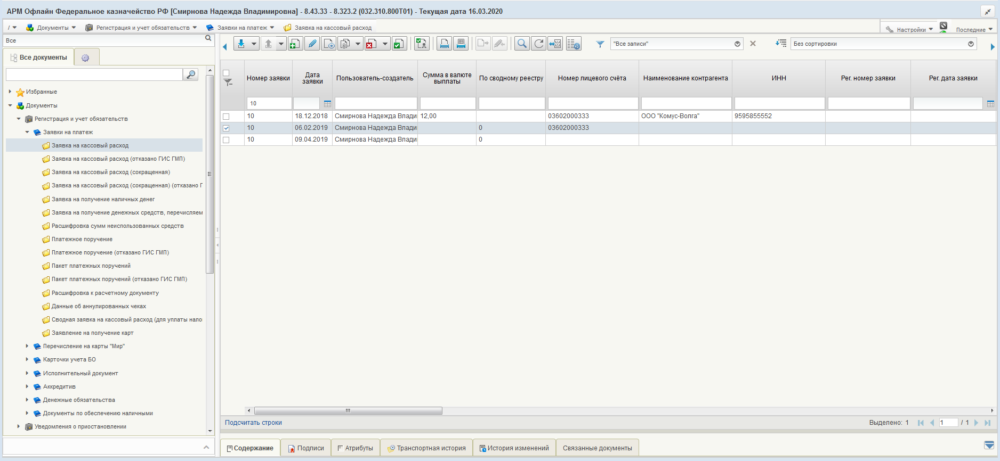 АРМ Офлайн Федеральное казначейство РФ [Смирнова Надежда Владимировна] - 8.43.33 - 8.323.2 (032.310.800T01) - Текущая дата 16.03.2020
/ Документы Регистрация и учет обязательств Заявки на платеж Заявка на кассовый расход Настройки Последние
Все
"Все записи" Без сортировки
Все документы
Номер заявки Дата заявки Пользователь-создатель Сумма в валюте выплаты По сводному реестру Номер лицевого счёта Наименование контрагента ИНН Рег. номер заявки Рег. дата заявки
10
10 18.12.2018 Смирнова Надежда Влади 12,00 03602000333 ООО "Комус-Волга" 9595855552
10 06.02.2019 Смирнова Надежда Влади 0 03602000333
10 09.04.2019 Смирнова Надежда Влади 0
Избранные
Документы
Регистрация и учет обязательств
Заявки на платеж
Заявка на кассовый расход
Заявка на кассовый расход (отказано ГИС ГМП)
Заявка на кассовый расход (сокращенная)
Заявка на кассовый расход (сокращенная) (отказано Г
Заявка на получение наличных денег
Заявка на получение денежных средств, перечисляем
Расшифровка сумм неиспользованных средств
Платежное поручение
Платежное поручение (отказано ГИС ГМП)
Пакет платежных поручений
Пакет платежных поручений (отказано ГИС ГМП)
Расшифровка к расчетному документу
Данные об аннулированных чеках
Сводная заявка на кассовый расход (для уплаты нало
Заявление на получение карт
Перечисление на карты "Мир"
Карточки учета БО
Исполнительный документ
Аккредитив
Денежные обязательства
Документы по обеспечению наличными
Уведомления о приостановлении
Подсчитать строки Выделено: 1 1 / 1
Содержание Подписи Атрибуты Транспортная история История изменений Связанные документы